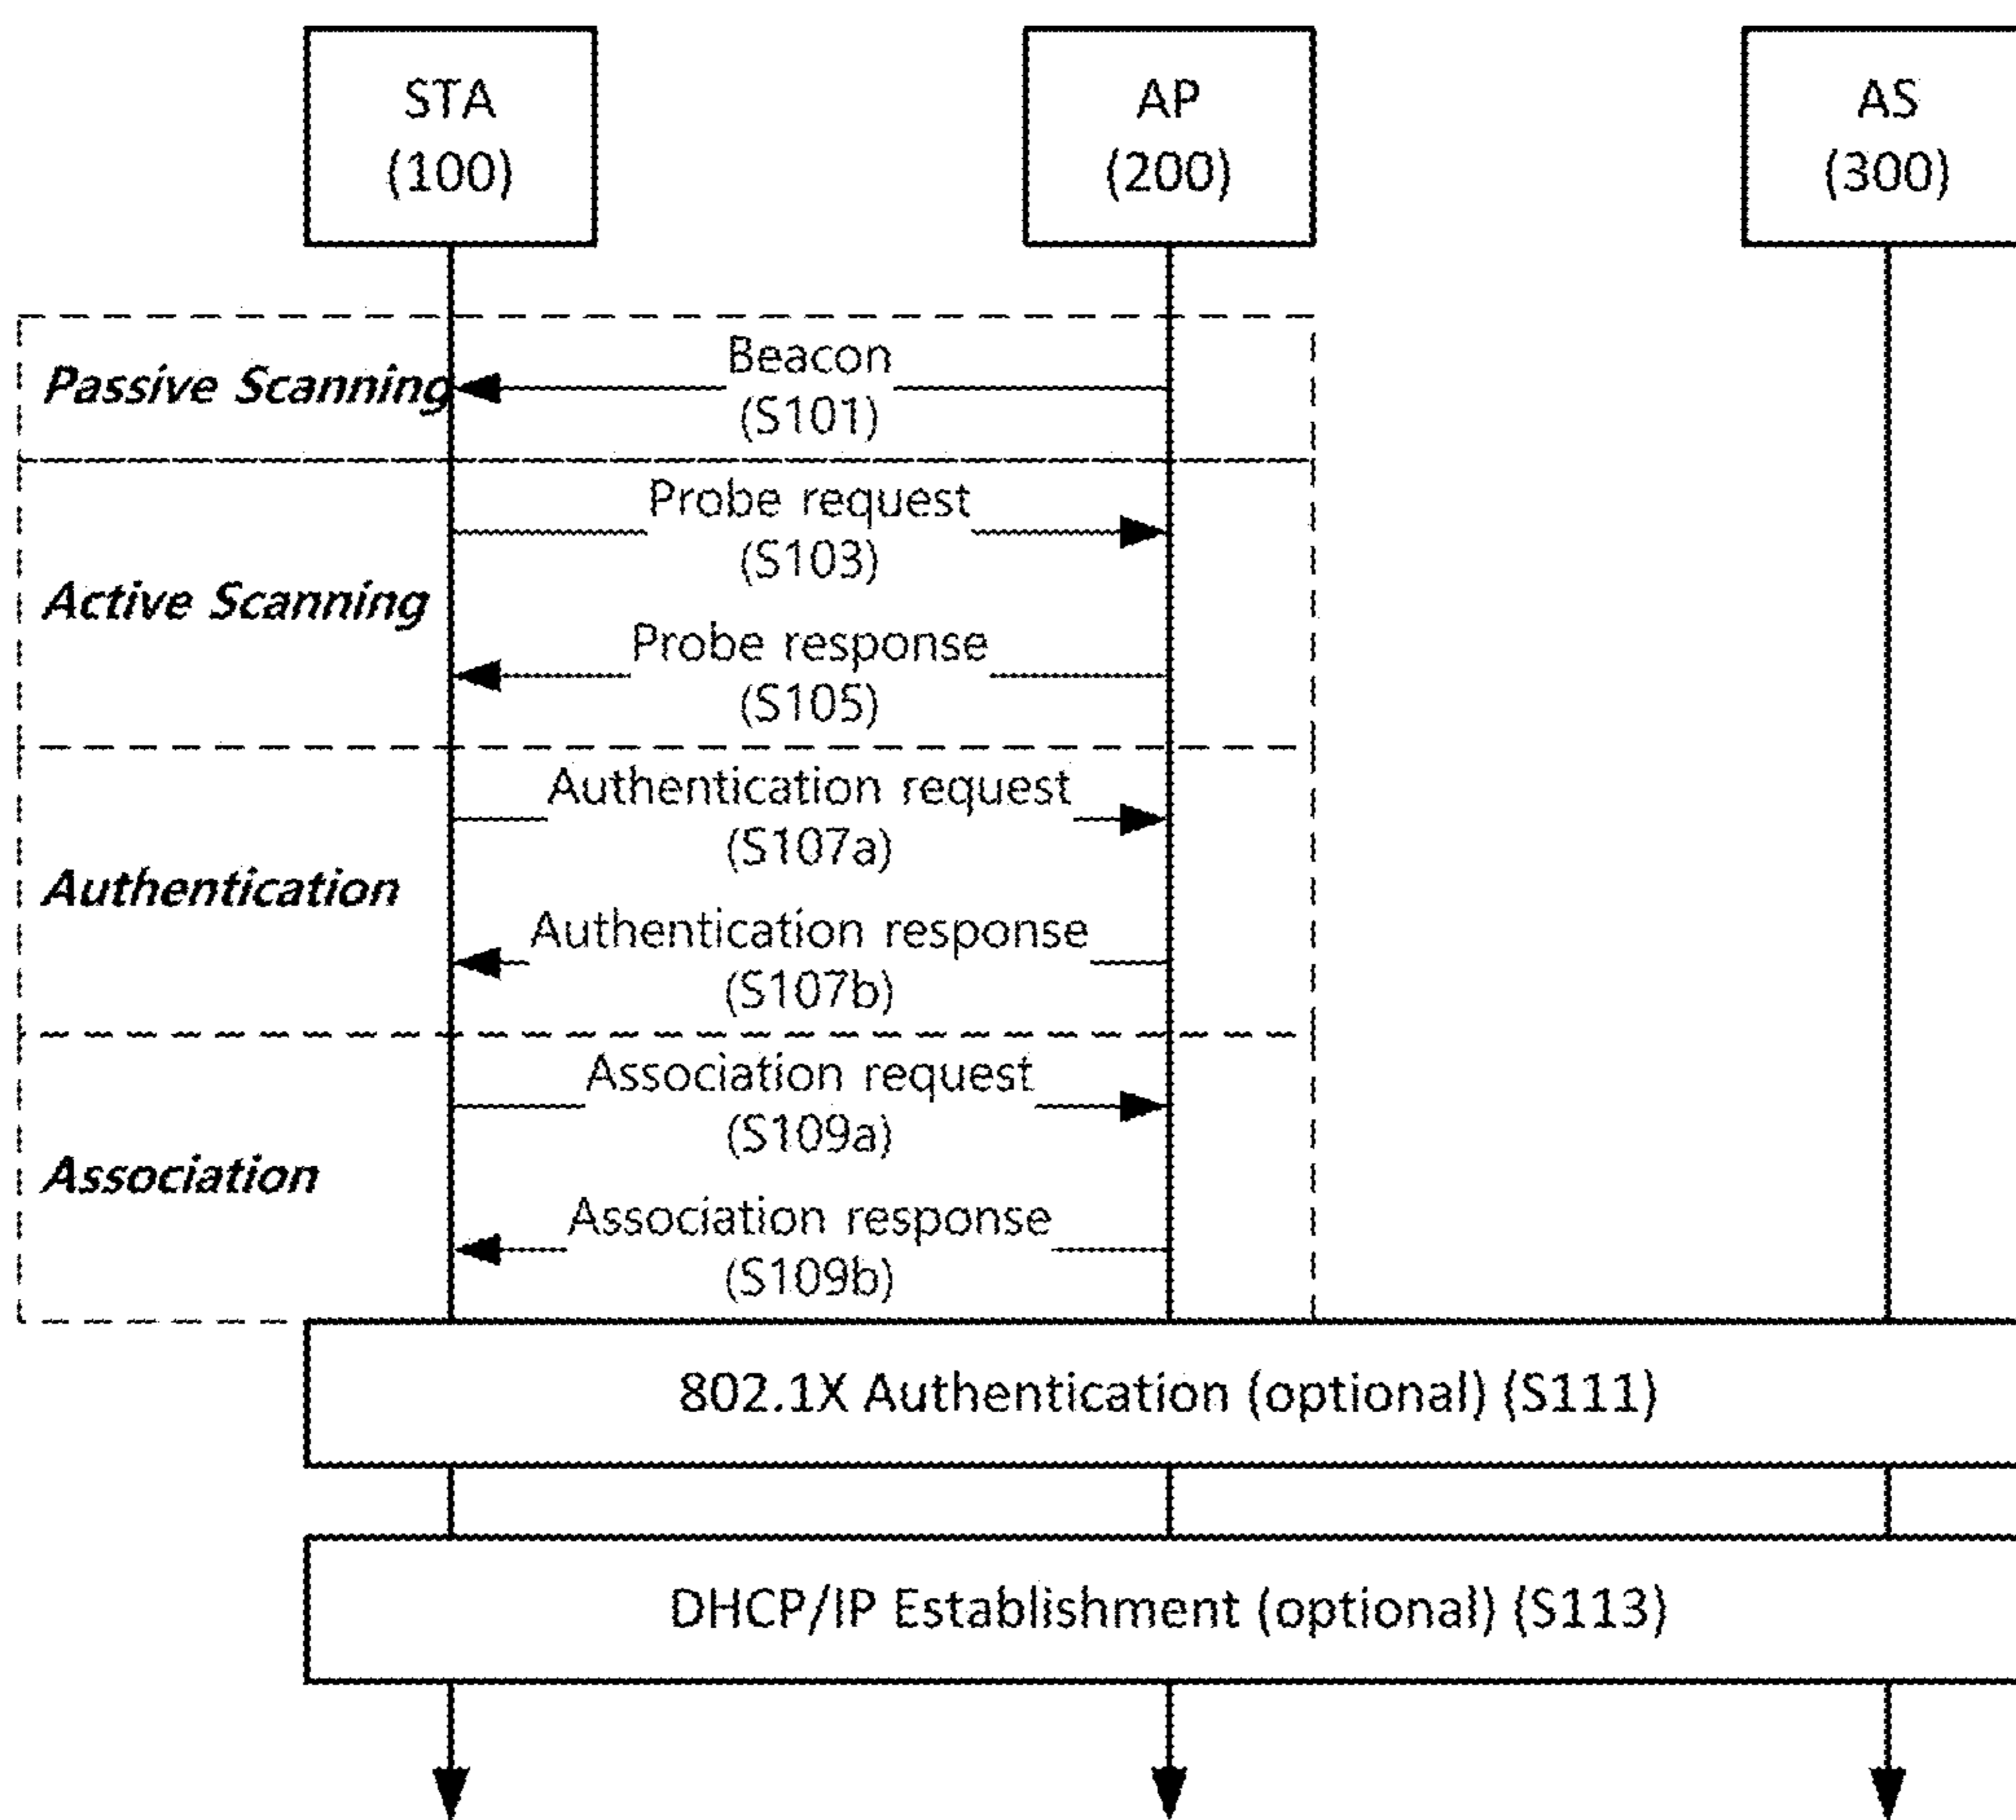 STA
(100)
AP
(200)
AS
(300)
Passive Scanning
Beacon
(S101)
Active Scanning
Probe request
(S103)
Probe response
(S105)
Authentication
Authentication request
(S107a)
Authentication response
(S107b)
Association
Association request
(S109a)
Association response
(S109b)
802.1X Authentication (optional) (S111)
DHCP/IP Establishment (optional) (S113)